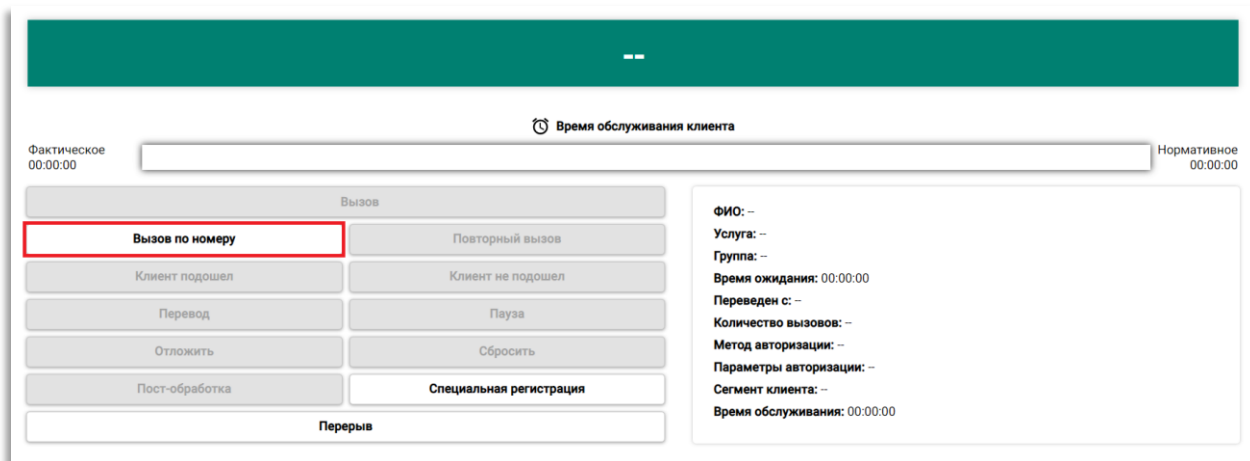 --
Время обслуживания клиента
Фактическое
00:00:00
Нормативное
00:00:00
Вызов
Вызов по номеру
Повторный вызов
Клиент подошел
Клиент не подошел
Перевод
Пауза
Отложить
Сбросить
Пост-обработка
Специальная регистрация
Перерыв
ФИО: --
Услуга: --
Группа: --
Время ожидания: 00:00:00
Переведен с: --
Количество вызовов: --
Метод авторизации: --
Параметры авторизации: --
Сегмент клиента: --
Время обслуживания: 00:00:00